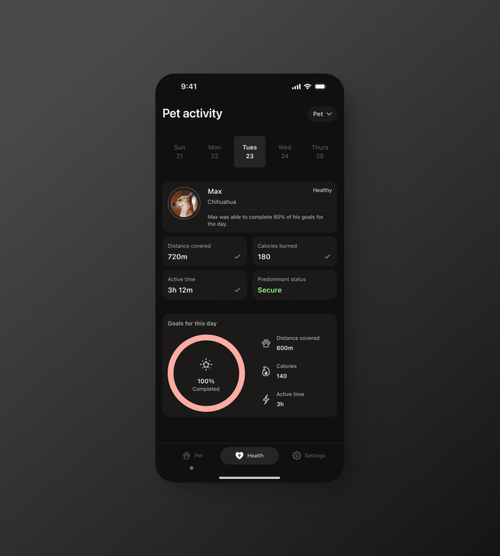 9:41
Pet activity
Pet
Sun Mon Tues Wed Thurs
21 22 23 24 25
Max
Healthy
Chihuahua
Max was able to complete 85% of his goals for
the day.
Distance covered
720m
Calories burned
180
Active time
3h 12m
Predominant status
Secure
Goals for this day
100%
Completed
Distance covered
600m
Calories
140
Active time
3h
Pet Health Settings